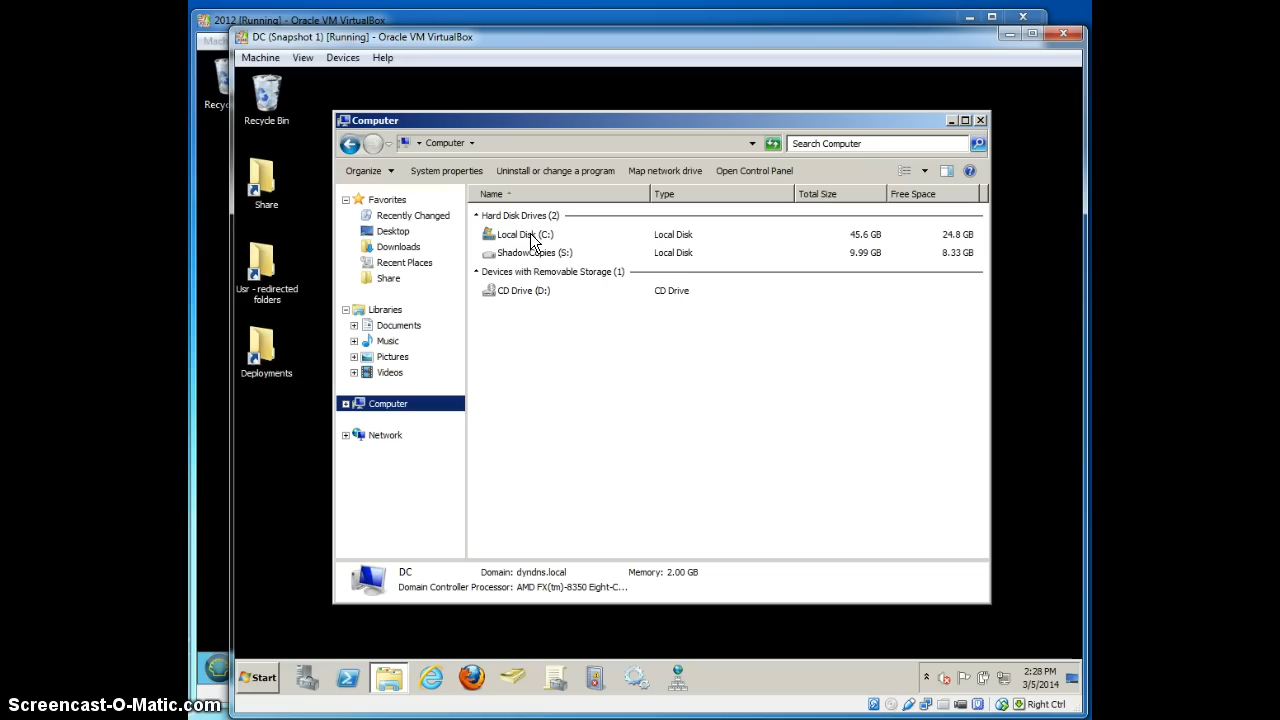 2012 [Running] - Oracle VM VirtualBox
DC (Snapshot 1) [Running] - Oracle VM VirtualBox
Machine View Devices Help
Recycle Bin
Share
Usr - redirected
folders
Deployments
Computer
Computer
Search Computer
Organize
System properties
Uninstall or change a program
Map network drive
Open Control Panel
Favorites
Recently Changed
Desktop
Downloads
Recent Places
Share
Libraries
Documents
Music
Pictures
Videos
Computer
Network
Name Type Total Size Free Space
Hard Disk Drives (2)
Local Disk (C:) Local Disk 45.6 GB 24.8 GB
ShadowCopies (S:) Local Disk 9.99 GB 8.33 GB
Devices with Removable Storage (1)
CD Drive (D:) CD Drive
DC Domain: dyndns.local Memory: 2.00 GB
Domain Controller Processor: AMD FX(tm)-8350 Eight-C...
Start
2:28 PM
3/5/2014
Right Ctrl
Screencast-O-Matic.com